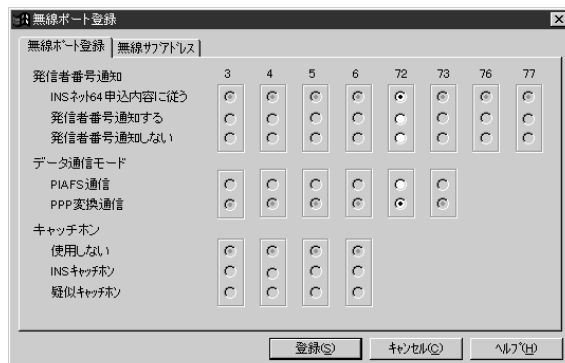 無線ポート登録
無線ポート登録 無線サブアドレス
発信者番号通知 3 4 5 6 72 73 76 77
INSネット64申込内容に従う
発信者番号通知する
発信者番号通知しない
データ通信モード
PIAFS通信
PPP変換通信
キャッチホン
使用しない
INSキャッチホン
疑似キャッチホン
登録(S) キャンセル(C) ヘルプ(H)